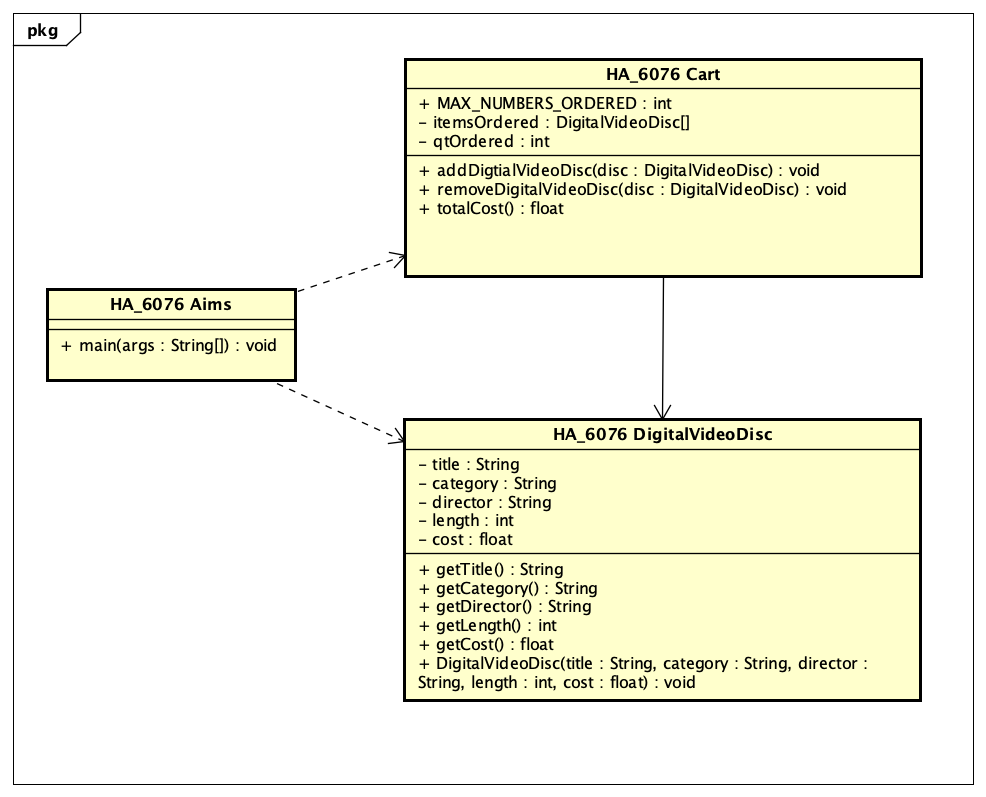 pkg
HA_6076 Cart
+ MAX_NUMBERS_ORDERED : int
- itemsOrdered : DigitalVideoDisc[]
- qtOrdered : int
+ addDigtialVideoDisc(disc : DigitalVideoDisc) : void
+ removeDigitalVideoDisc(disc : DigitalVideoDisc) : void
+ totalCost() : float
HA_6076 Aims
+ main(args : String[]) : void
HA_6076 DigitalVideoDisc
- title : String
- category : String
- director : String
- length : int
- cost : float
+ getTitle() : String
+ getCategory() : String
+ getDirector() : String
+ getLength() : int
+ getCost() : float
+ DigitalVideoDisc(title : String, category : String, director :
String, length : int, cost : float) : void